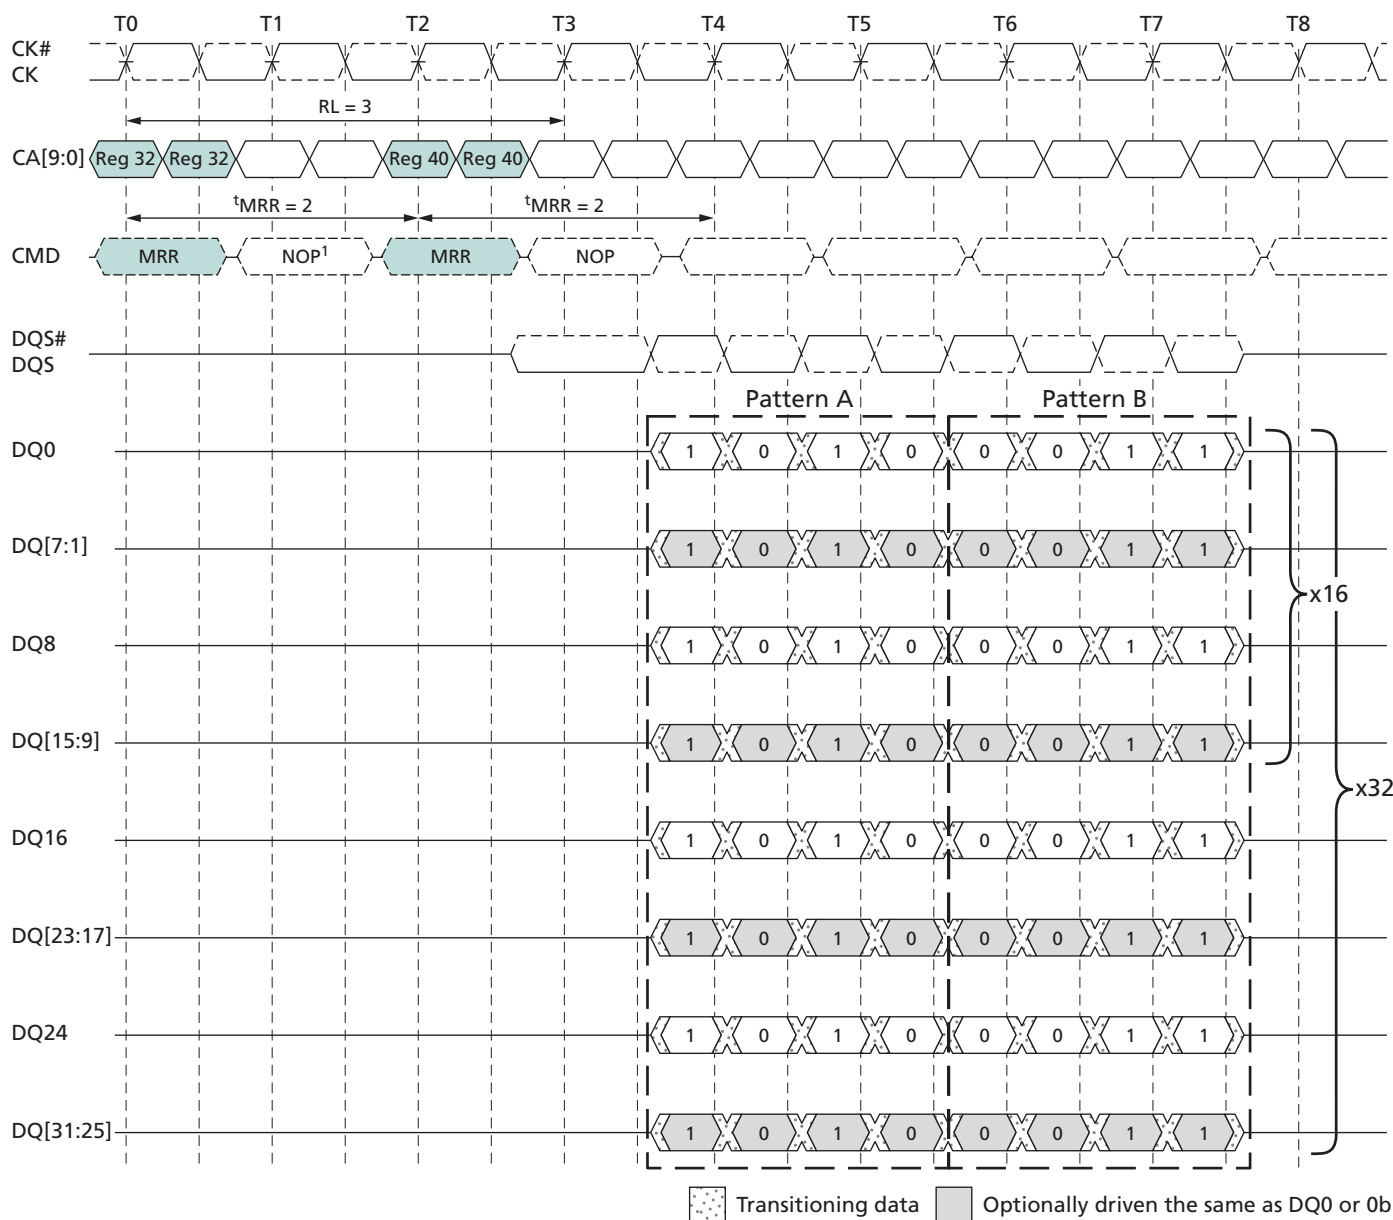 T0 T1 T2 T3 T4 T5 T6 T7 T8
CK#
CK
RL = 3
CA[9:0] Reg 32 Reg 32 Reg 40 Reg 40
tMRR = 2 tMRR = 2
CMD MRR NOP1 MRR NOP
DQS#
DQS
Pattern A Pattern B
DQ0 1 0 1 0 0 0 1 1
DQ[7:1] 1 0 1 0 0 0 1 1
x16
DQ8 1 0 1 0 0 0 1 1
DQ[15:9] 1 0 1 0 0 0 1 1
x32
DQ16 1 0 1 0 0 0 1 1
DQ[23:17] 1 0 1 0 0 0 1 1
DQ24 1 0 1 0 0 0 1 1
DQ[31:25] 1 0 1 0 0 0 1 1
Transitioning data Optionally driven the same as DQ0 or 0b